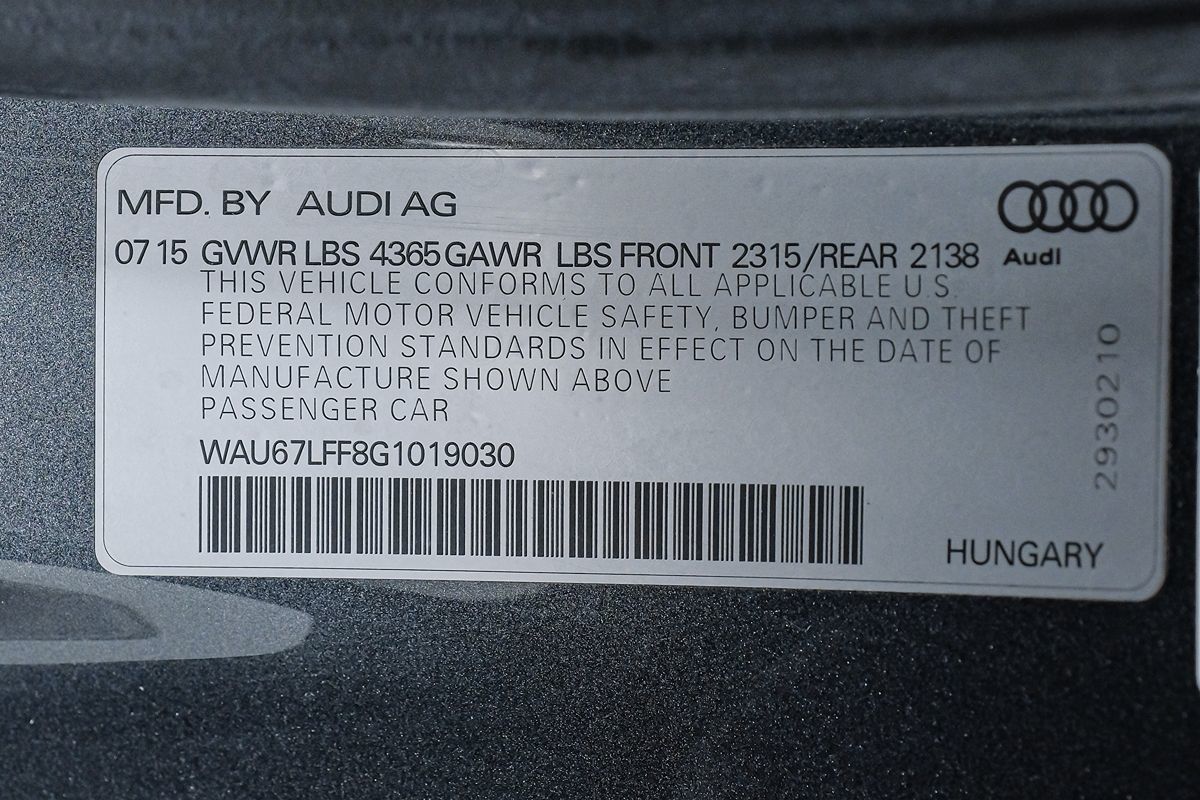 MFD. BY AUDI AG
07 15 GVWR LBS 4365 GAWR LBS FRONT 2315/REAR 2138
Audi
THIS VEHICLE CONFORMS TO ALL APPLICABLE U.S.
FEDERAL MOTOR VEHICLE SAFETY, BUMPER AND THEFT
PREVENTION STANDARDS IN EFFECT ON THE DATE OF
MANUFACTURE SHOWN ABOVE
PASSENGER CAR
WAU67LFF8G1019030
29302210
HUNGARY